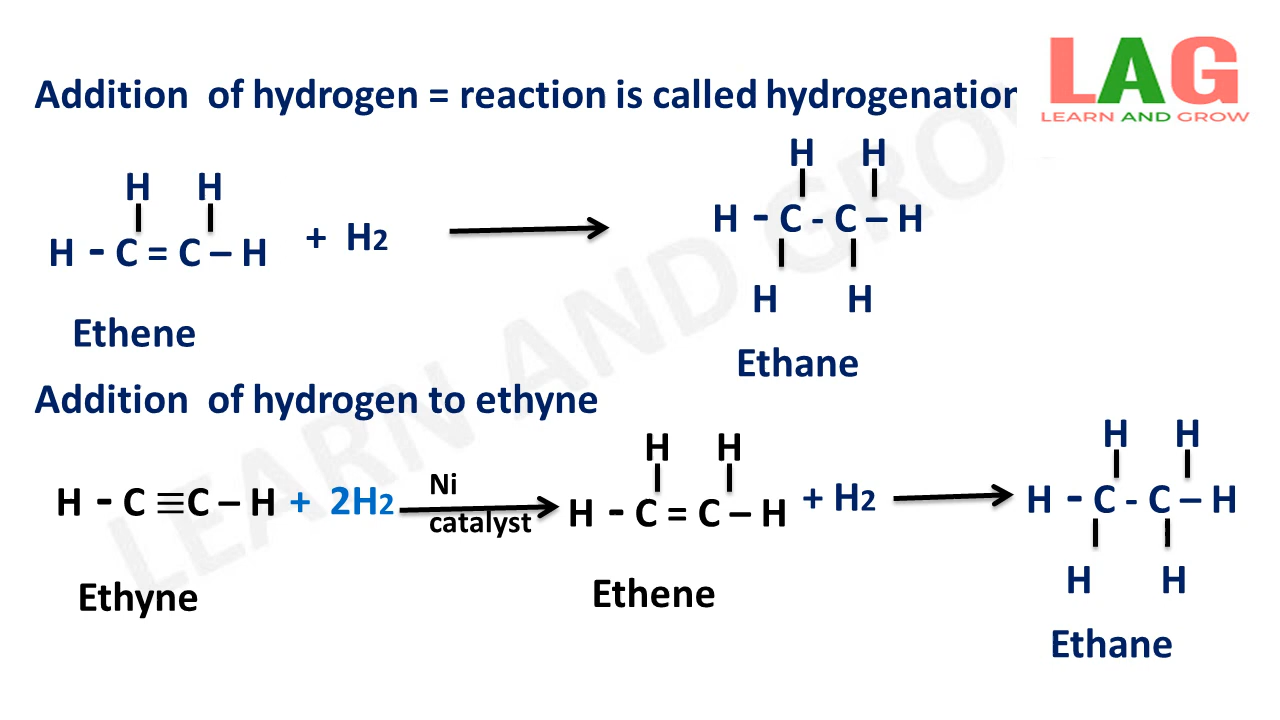 Addition of hydrogen = reaction is called hydrogenation
LAG
LEARN AND GROW
H H
H - C = C – H + H2
Ethene
H H
H - C - C – H
H H
Ethane
Addition of hydrogen to ethyne
H - C ≡C – H + 2H2
Ni
catalyst
Ethyne
H H
H - C = C – H + H2
Ethene
H H
H - C - C – H
H H
Ethane
LEARN AND GROW